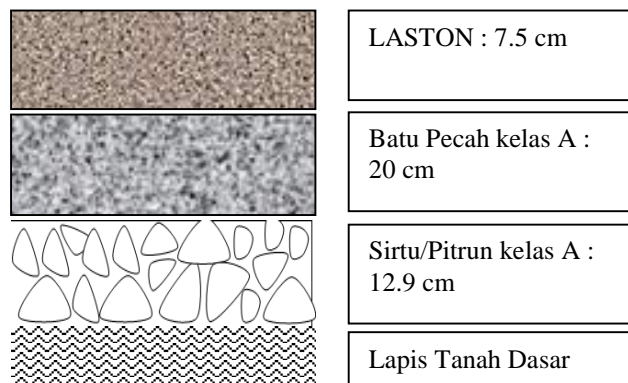 LASTON : 7.5 cm
Batu Pecah kelas A :
20 cm
Sirtu/Pitrun kelas A :
12.9 cm
Lapis Tanah Dasar